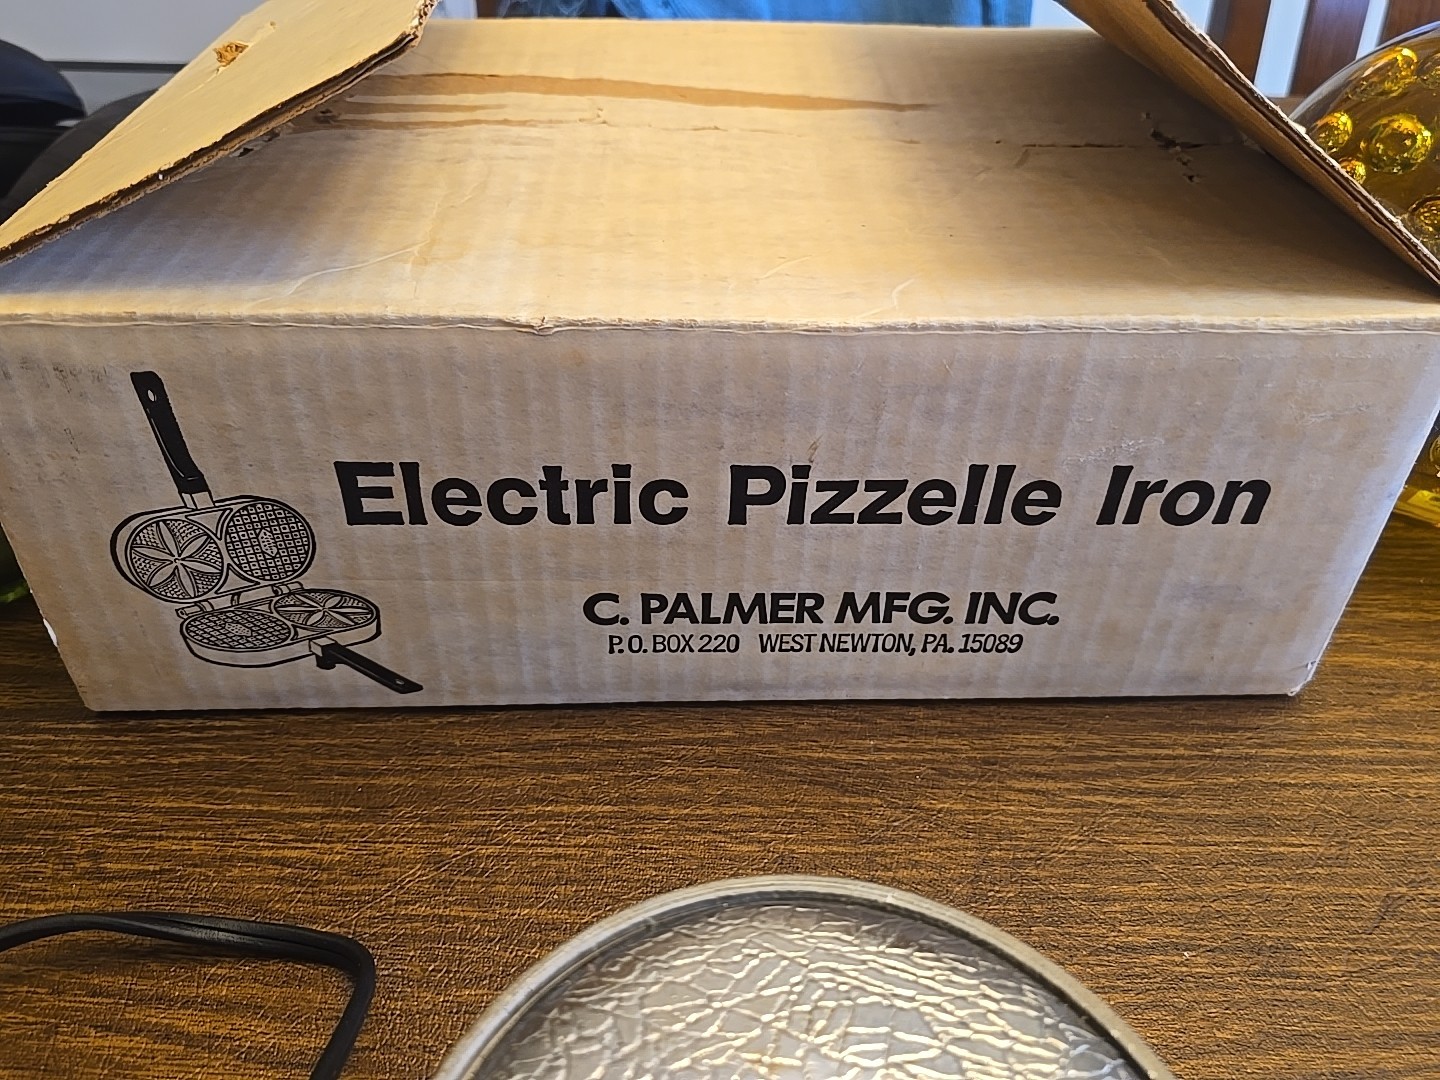 Electric Pizzelle Iron
C. PALMER MFG. INC.
P.O. BOX 220 WEST NEWTON, PA. 15089